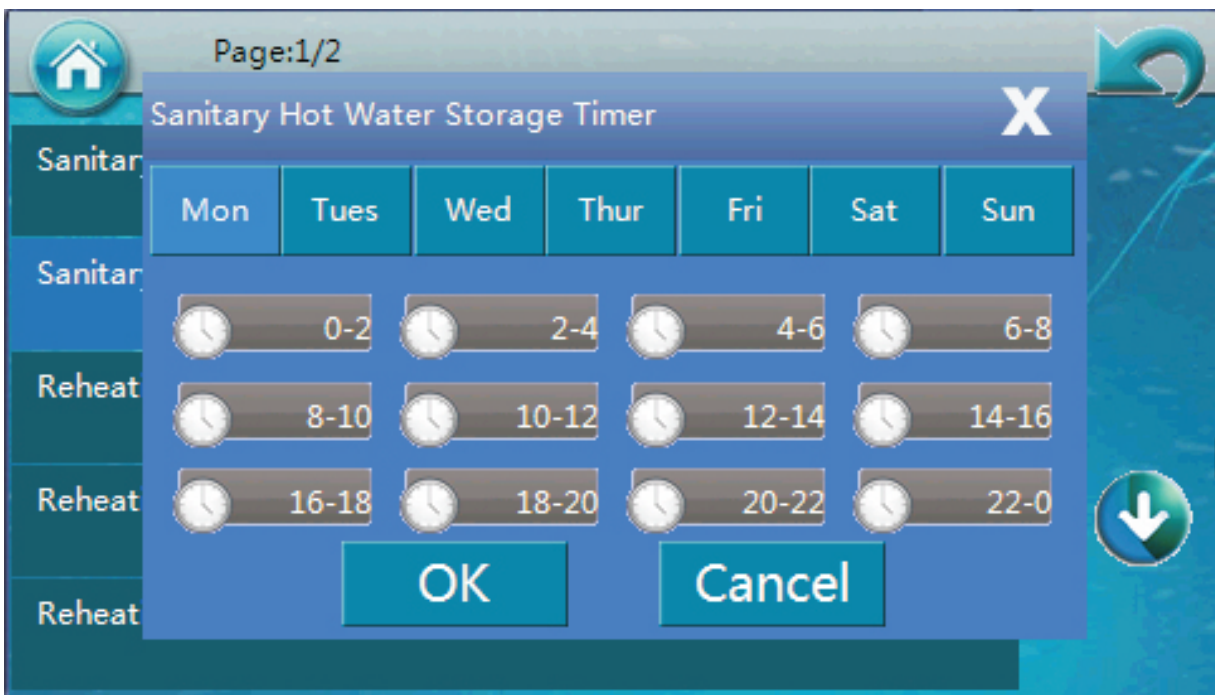 Page:1/2
Sanitary Hot Water Storage Timer X
Sanitar
Mon Tues Wed Thur Fri Sat Sun
Sanitar
0-2 2-4 4-6 6-8
Reheat
8-10 10-12 12-14 14-16
Reheat
16-18 18-20 20-22 22-0
OK Cancel
Reheat